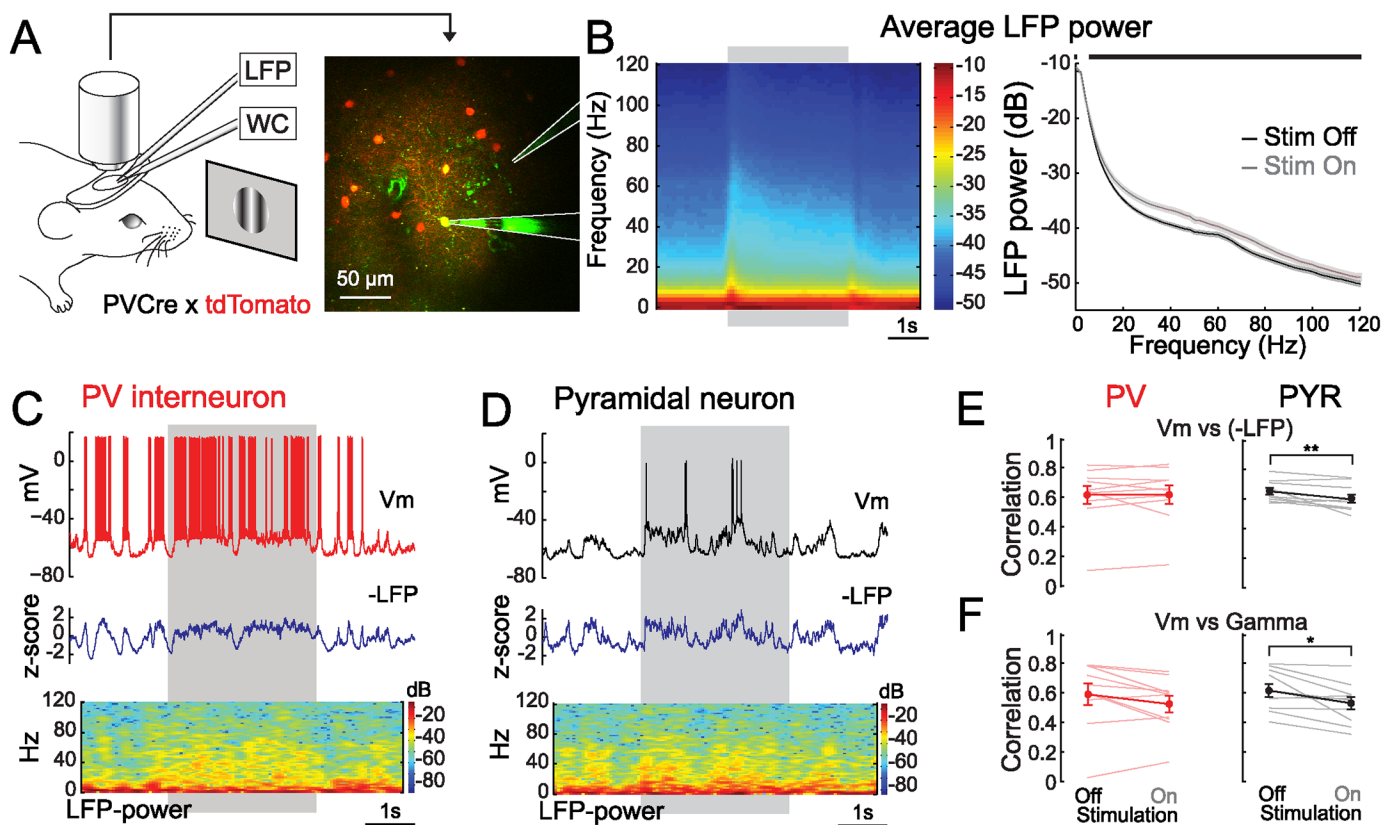 A
LFP
WC
PVCre x tdTomato
50 µm
B
Average LFP power
Frequency (Hz)
120
100
80
60
40
20
0
1s
-10
-15
-20
-25
-30
-35
-40
-45
-50
LFP power (dB)
-10
-20
-30
-40
-50
Stim Off
Stim On
0 20 40 60 80 100 120
Frequency (Hz)
C
PV interneuron
mV
0
-40
-80
Vm
-LFP
z-score
2
0
-2
Hz
120
80
40
0
dB
-20
-40
-60
-80
LFP-power
1s
D
Pyramidal neuron
mV
0
-40
-80
Vm
-LFP
z-score
2
0
-2
Hz
120
80
40
0
dB
-20
-40
-60
-80
LFP-power
1s
E
PV
PYR
Vm vs (-LFP)
**
Correlation
1
0.8
0.6
0.4
0.2
0
F
Vm vs Gamma
*
Correlation
1
0.8
0.6
0.4
0.2
0
Off On
Stimulation
Off On
Stimulation